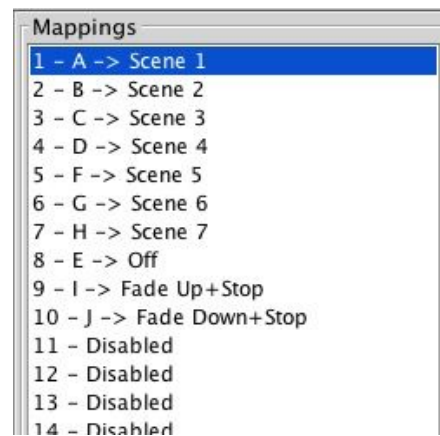 Mappings
1 - A -> Scene 1
2 - B -> Scene 2
3 - C -> Scene 3
4 - D -> Scene 4
5 - F -> Scene 5
6 - G -> Scene 6
7 - H -> Scene 7
8 - E -> Off
9 - I -> Fade Up+Stop
10 - J -> Fade Down+Stop
11 - Disabled
12 - Disabled
13 - Disabled
14 - Disabled